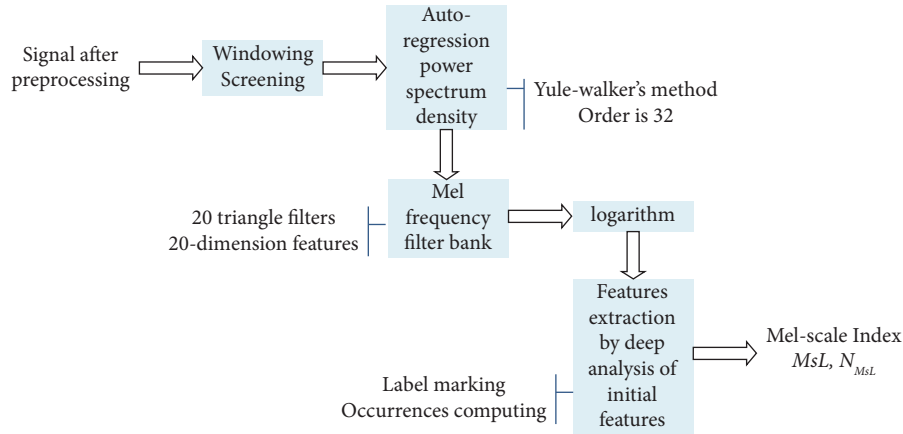 Signal after
preprocessing
Windowing
Screening
Auto-
regression
power
spectrum
density
Yule-walker's method
Order is 32
Mel
frequency
filter bank
20 triangle filters
20-dimension features
logarithm
Features
extraction
by deep
analysis of
initial
features
Label marking
Occurrences computing
Mel-scale Index
MsL, N_MsL